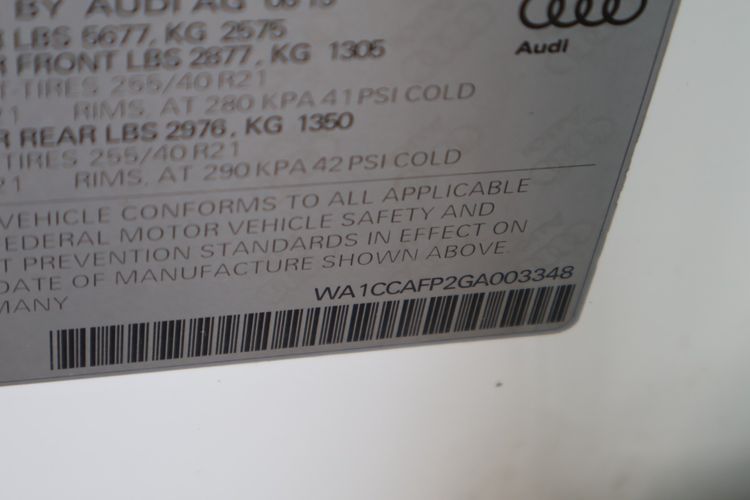 BY AUDI AG 0615
LBS 5677, KG 2575
FRONT LBS 2877, KG 1305
TIRES 255/40 R21
RIMS, AT 280 KPA 41 PSI COLD
REAR LBS 2976, KG 1350
TIRES 255/40 R21
21 RIMS, AT 290 KPA 42 PSI COLD
VEHICLE CONFORMS TO ALL APPLICABLE
FEDERAL MOTOR VEHICLE SAFETY AND
T PREVENTION STANDARDS IN EFFECT ON
DATE OF MANUFACTURE SHOWN ABOVE.
MANY
WA1CCAFP2GA003348
Audi